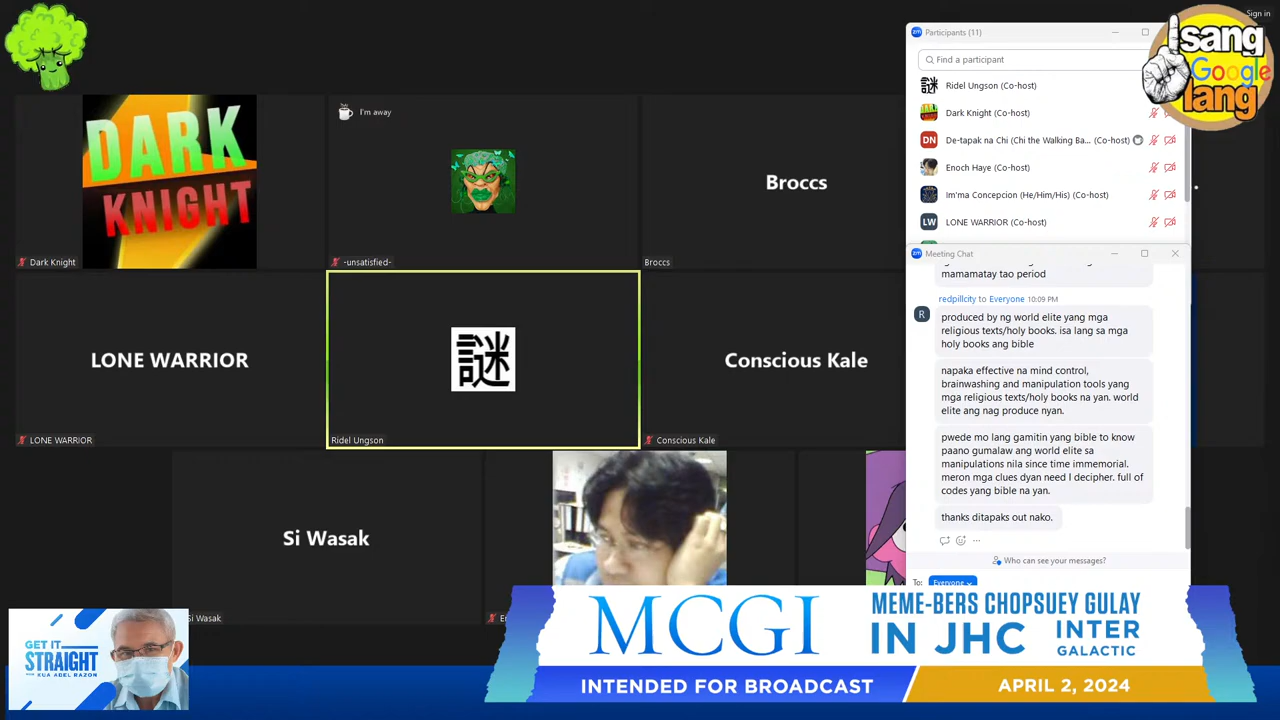 Sign in
Participants (11)
Isang
Google
lang
Find a participant
Ridel Ungson (Co-host)
Dark Knight (Co-host)
DN De-tapak na Chi (Chi the Walking Ba... (Co-host)
Enoch Haye (Co-host)
Im'ma Concepcion (He/Him/His) (Co-host)
LW LONE WARRIOR (Co-host)
DARK
KNIGHT
Dark Knight
I'm away
-unsatisfied-
Broccs
Broccs
LONE WARRIOR
LONE WARRIOR
謎
Ridel Ungson
Conscious Kale
Conscious Kale
Si Wasak
Si Wasak
Meeting Chat
mamamatay tao period
redpillcity to Everyone 10:09 PM
R
produced by ng world elite yang mga
religious texts/holy books. isa lang sa mga
holy books ang bible
napaka effective na mind control,
brainwashing and manipulation tools yang
mga religious texts/holy books na yan. world
elite ang nag produce nyan.
pwede mo lang gamitin yang bible to know
paano gumalaw ang world elite sa
manipulations nila since time immemorial.
meron mga clues dyan need I decipher. full of
codes yang bible na yan.
thanks ditapaks out nako.
Who can see your messages?
To: Everyone
GET IT
STRAIGHT
KUA ADEL RAZON
MCGI
MEME-BERS CHOPSUEY GULAY
IN JHC INTER
GALACTIC
INTENDED FOR BROADCAST
APRIL 2, 2024